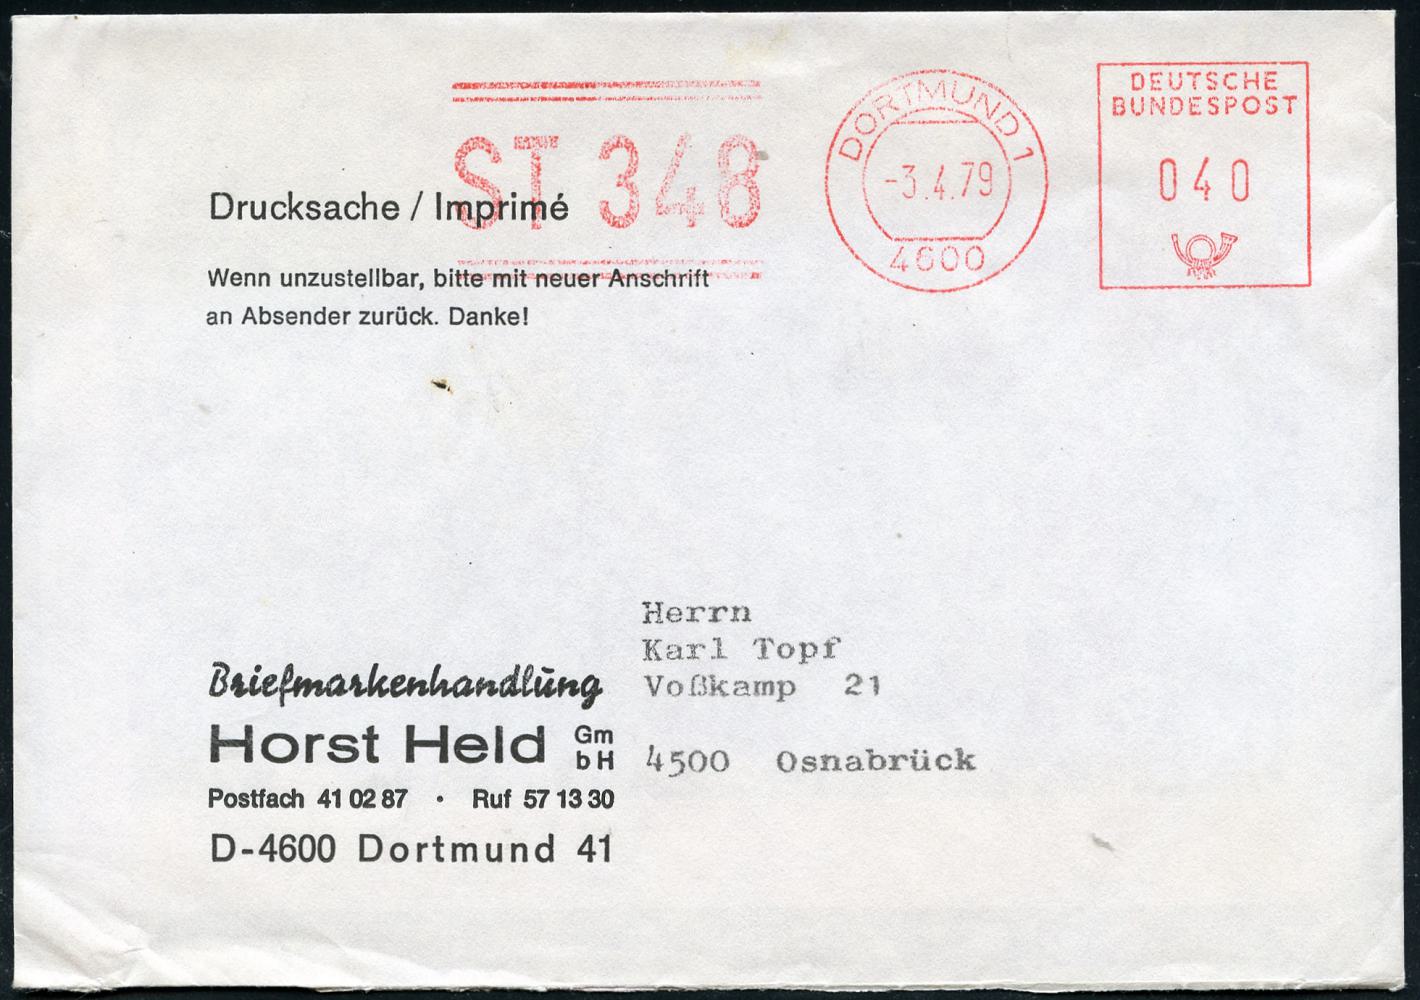 DEUTSCHE
BUNDESPOST
040
DORTMUND 1
-3.4.79
4600
ST 348
Drucksache / Imprimé
Wenn unzustellbar, bitte mit neuer Anschrift
an Absender zurück. Danke!
Herrn
Karl Topf
Voßkamp 21
4500 Osnabrück
Briefmarkenhandlung
Horst Held GmbH
Postfach 41 02 87 · Ruf 57 13 30
D-4600 Dortmund 41